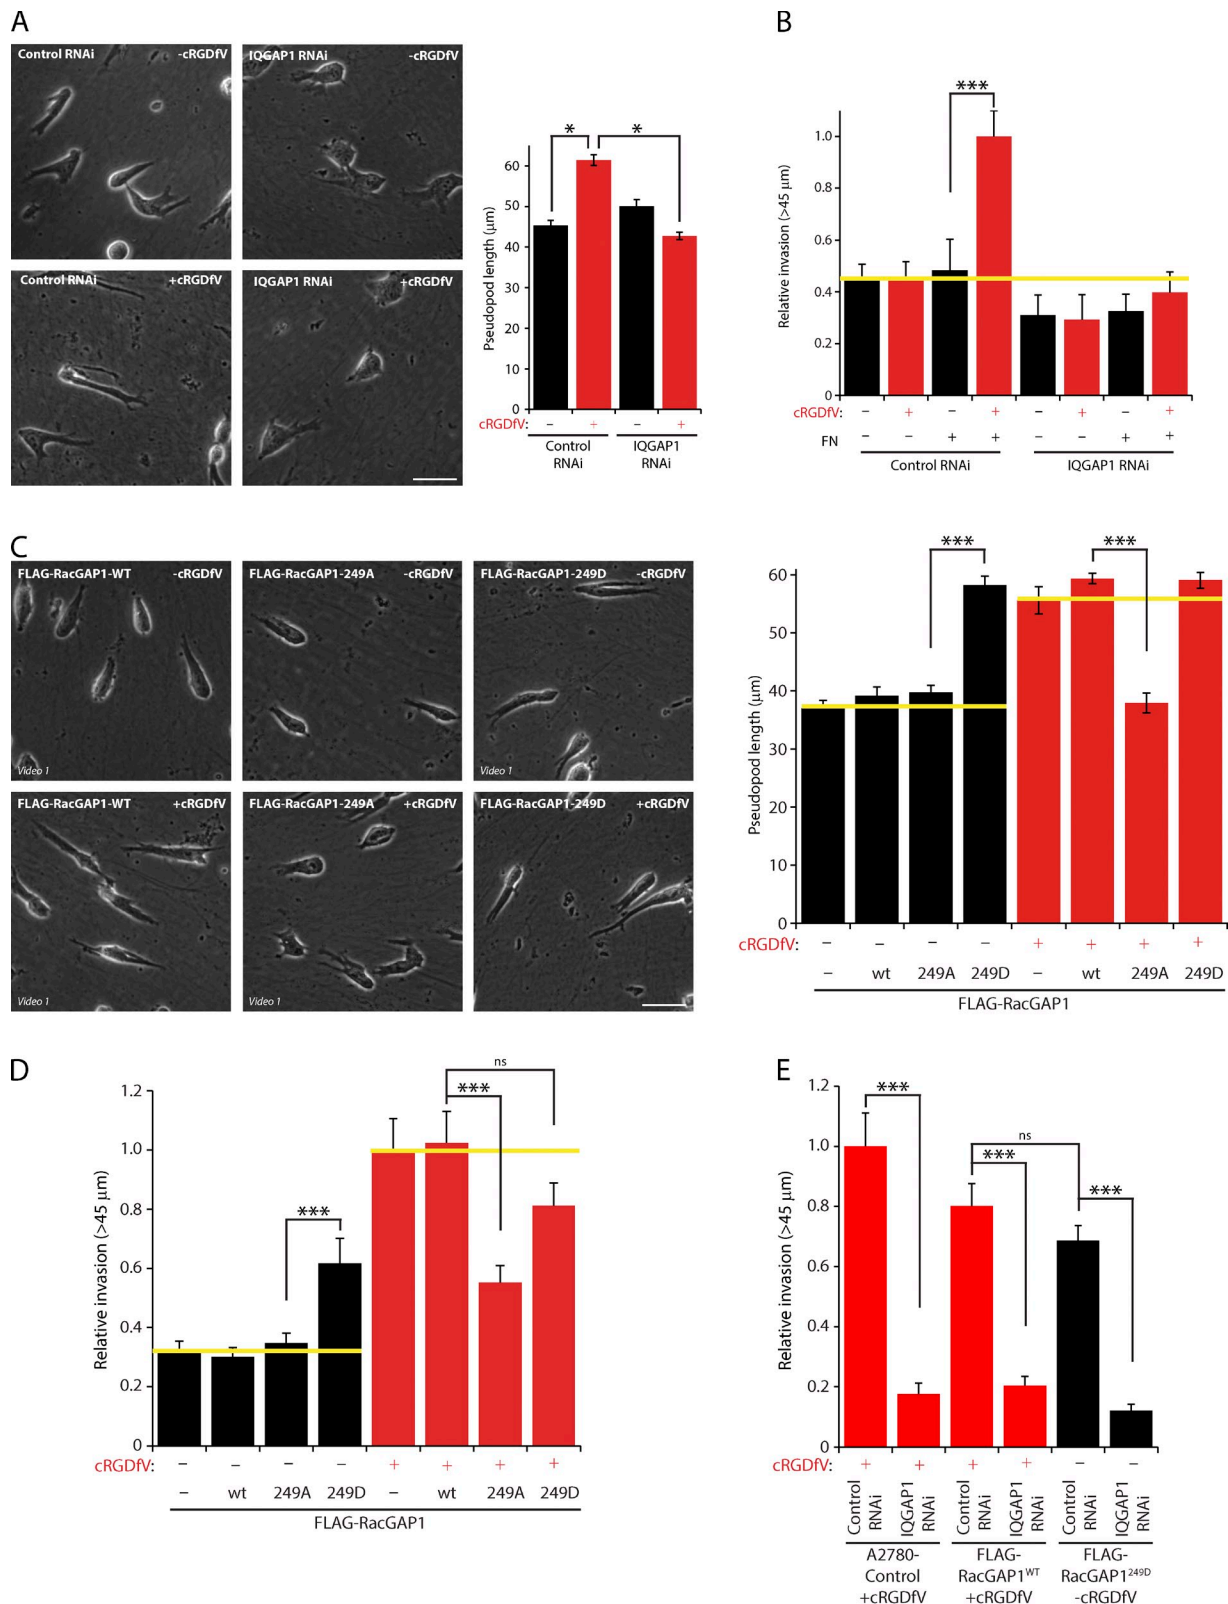 A
Control RNAi -cRGDfV
IQGAP1 RNAi -cRGDfV
Control RNAi +cRGDfV
IQGAP1 RNAi +cRGDfV
Pseudopod length (μm)
60
50
40
30
20
10
0
* *
cRGDfV: – + – +
Control RNAi
IQGAP1 RNAi
B
Relative invasion (>45 μm)
1.0
0.8
0.6
0.4
0.2
0
***
cRGDfV: – + – + – + – +
FN – – + + – – + +
Control RNAi IQGAP1 RNAi
C
FLAG-RacGAP1-WT -cRGDfV
Video 1
FLAG-RacGAP1-249A -cRGDfV
FLAG-RacGAP1-249D -cRGDfV
Video 1
FLAG-RacGAP1-WT +cRGDfV
Video 1
FLAG-RacGAP1-249A +cRGDfV
Video 1
FLAG-RacGAP1-249D +cRGDfV
Pseudopod length (μm)
60
50
40
30
20
10
0
*** ***
cRGDfV: – – – – + + + +
– wt 249A 249D – wt 249A 249D
FLAG-RacGAP1
D
Relative invasion (>45 μm)
1.2
1.0
0.8
0.6
0.4
0.2
0
ns
***
***
cRGDfV: – – – – + + + +
– wt 249A 249D – wt 249A 249D
FLAG-RacGAP1
E
Relative invasion (>45 μm)
1.2
1.0
0.8
0.6
0.4
0.2
0
***
ns
***
***
cRGDfV: + + + + – –
Control RNAi
IQGAP1 RNAi
Control RNAi
IQGAP1 RNAi
Control RNAi
IQGAP1 RNAi
A2780-
Control
+cRGDfV
FLAG-
RacGAP1WT
+cRGDfV
FLAG-
RacGAP1249D
-cRGDfV